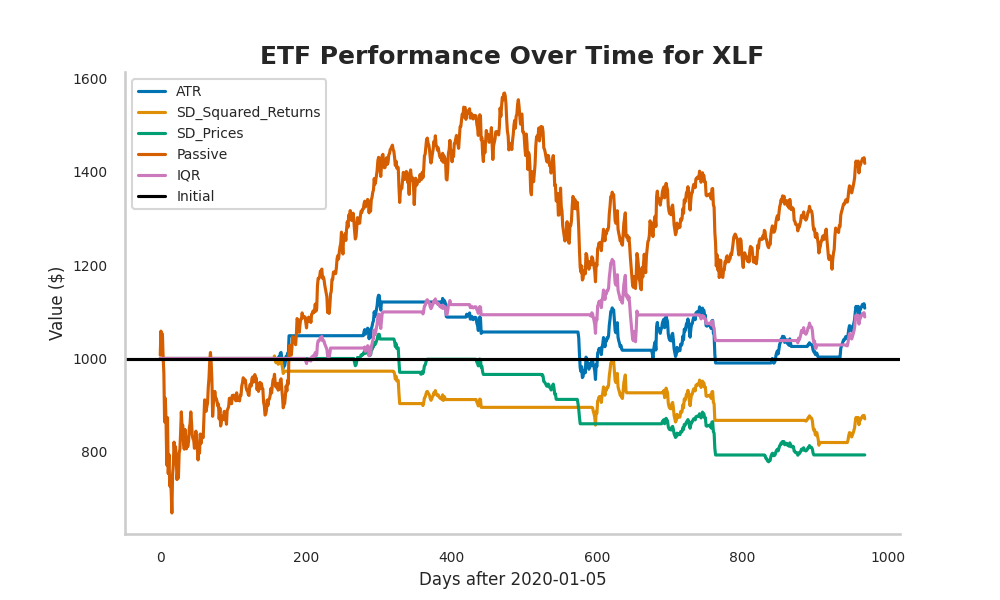 ETF Performance Over Time for XLF
1600
1400
1200
1000
800
Value ($)
ATR
SD_Squared_Returns
SD_Prices
Passive
IQR
Initial
0 200 400 600 800 1000
Days after 2020-01-05